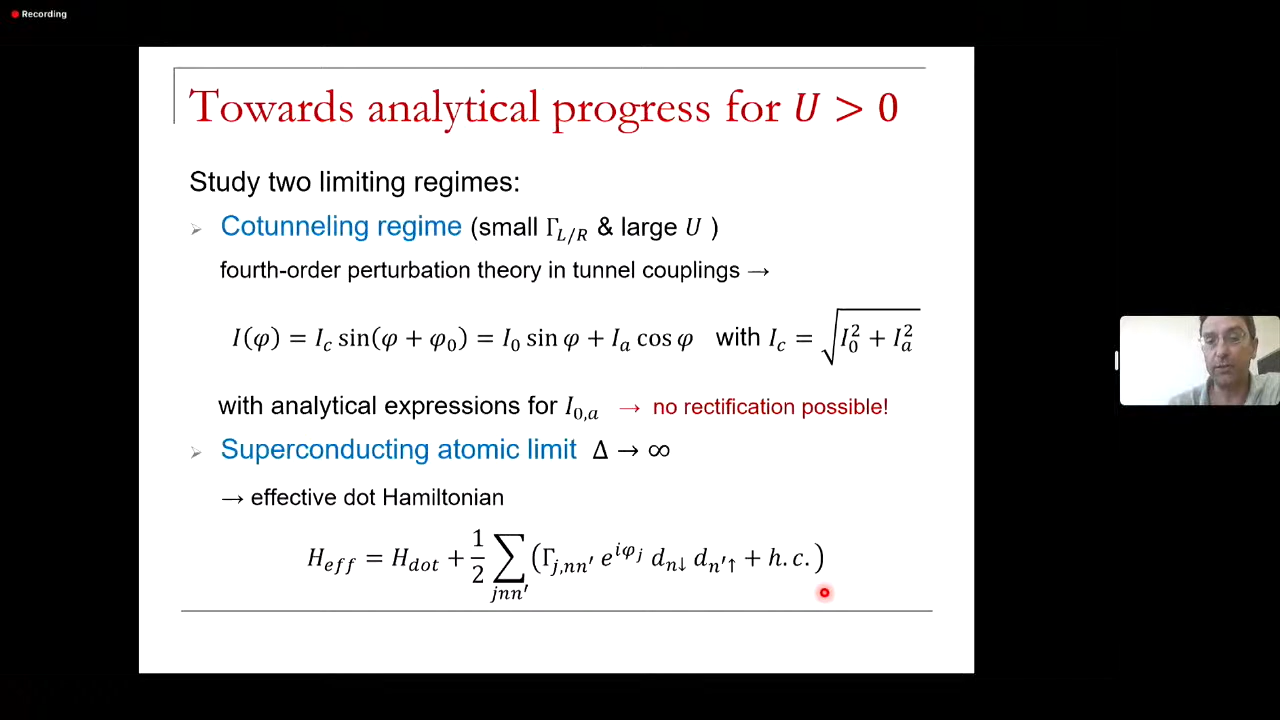 Recording
Towards analytical progress for U > 0
Study two limiting regimes:
➢ Cotunneling regime (small Γ_{L/R} & large U )
fourth-order perturbation theory in tunnel couplings →
I(φ) = I_c sin(φ + φ_0) = I_0 sin φ + I_a cos φ with I_c = √(I_0^2 + I_a^2)
with analytical expressions for I_{0,a} → no rectification possible!
➢ Superconducting atomic limit Δ → ∞
→ effective dot Hamiltonian
H_{eff} = H_{dot} + 1/2 ∑_{jnn′} (Γ_{j,nn′} e^{iφ_j} d_{n↓} d_{n′↑} + h. c. )